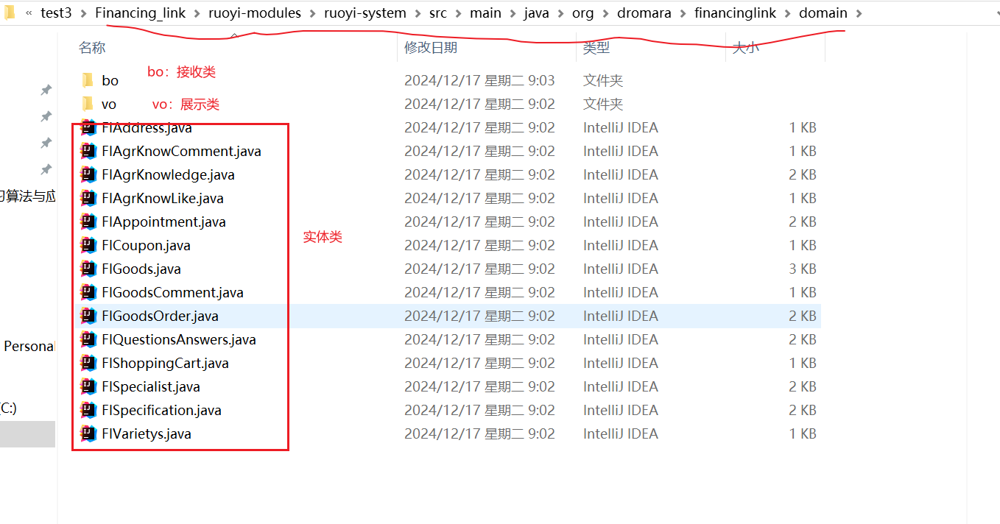 « test3 > Financing_link > ruoyi-modules > ruoyi-system > src > main > java > org > dromara > financinglink > domain >
名称 修改日期 类型 大小
bo bo：接收类 2024/12/17 星期二 9:03 文件夹
vo vo：展示类 2024/12/17 星期二 9:02 文件夹
FlAddress.java 2024/12/17 星期二 9:02 IntelliJ IDEA 1 KB
FlAgrKnowComment.java 2024/12/17 星期二 9:02 IntelliJ IDEA 1 KB
FlAgrKnowledge.java 2024/12/17 星期二 9:02 IntelliJ IDEA 2 KB
习算法与应 FlAgrKnowLike.java 2024/12/17 星期二 9:02 IntelliJ IDEA 1 KB
FlAppointment.java 2024/12/17 星期二 9:02 IntelliJ IDEA 2 KB
实体类
FlCoupon.java 2024/12/17 星期二 9:02 IntelliJ IDEA 1 KB
FlGoods.java 2024/12/17 星期二 9:02 IntelliJ IDEA 3 KB
FlGoodsComment.java 2024/12/17 星期二 9:02 IntelliJ IDEA 1 KB
FlGoodsOrder.java 2024/12/17 星期二 9:02 IntelliJ IDEA 2 KB
Personal FlQuestionsAnswers.java 2024/12/17 星期二 9:02 IntelliJ IDEA 2 KB
FlShoppingCart.java 2024/12/17 星期二 9:02 IntelliJ IDEA 1 KB
FlSpecialist.java 2024/12/17 星期二 9:02 IntelliJ IDEA 2 KB
(C:) FlSpecification.java 2024/12/17 星期二 9:02 IntelliJ IDEA 2 KB
FlVarietys.java 2024/12/17 星期二 9:02 IntelliJ IDEA 1 KB